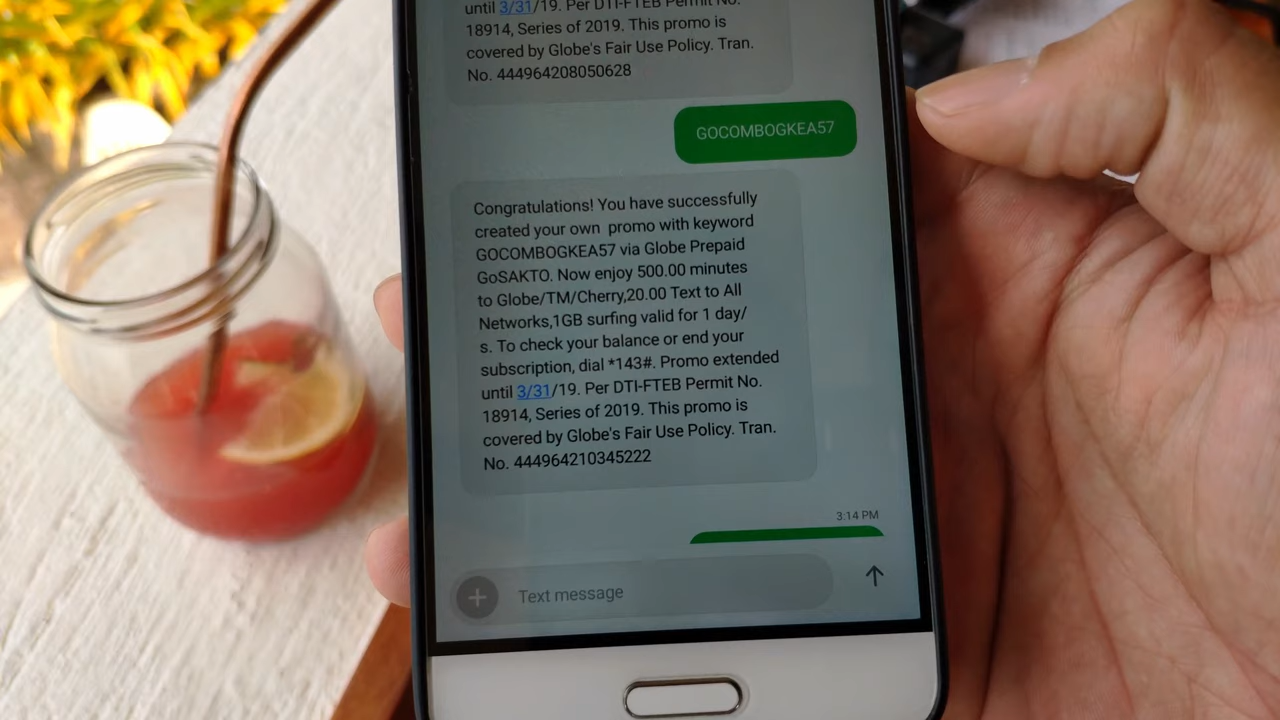 until 3/31/19. Per DTI-FTEB Permit No.
18914, Series of 2019. This promo is
covered by Globe's Fair Use Policy. Tran.
No. 444964208050628
GOCOMBOGKEA57
Congratulations! You have successfully
created your own  promo with keyword
GOCOMBOGKEA57 via Globe Prepaid
GoSAKTO. Now enjoy 500.00 minutes
to Globe/TM/Cherry,20.00 Text to All
Networks,1GB surfing valid for 1 day/
s. To check your balance or end your
subscription, dial *143#. Promo extended
until 3/31/19. Per DTI-FTEB Permit No.
18914, Series of 2019. This promo is
covered by Globe's Fair Use Policy. Tran.
No. 444964210345222
3:14 PM
Text message